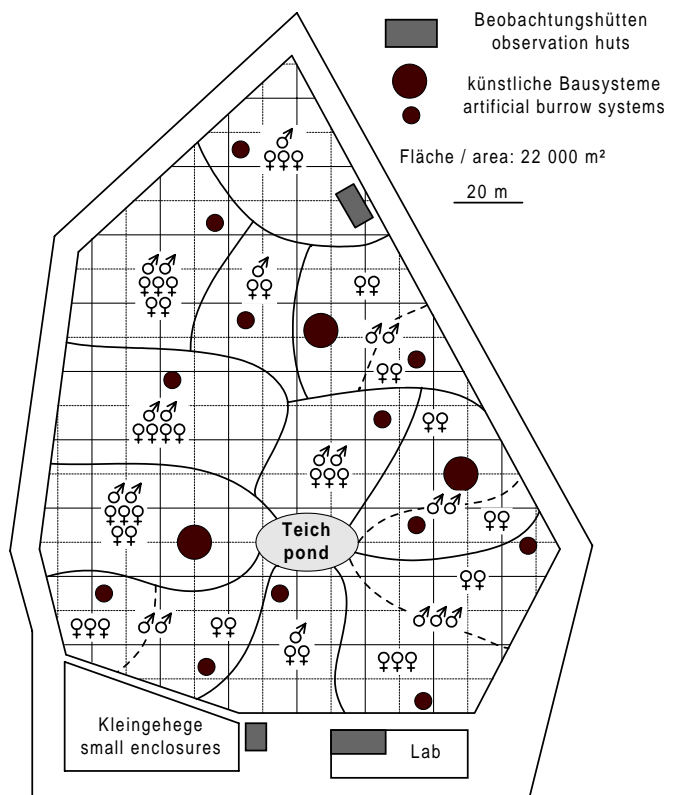 Beobachtungshütten
observation huts
künstliche Bausysteme
artificial burrow systems
Fläche / area: 22 000 m²
20 m
♂
♀♀♀
♂♂
♀♀♀
♀♀
♂
♀♀
♀♀
♂♂
♀♀
♂♂
♀♀♀♀
♀♀
♂♂
♀♀♀
♂♂
♀♀♀
♀♀
♂♂
♀♀
Teich
pond
♀♀
♀♀♀
♂♂
♀♀
♂
♀♀
♂♂♂
♀♀♀
Kleingehege
small enclosures
Lab